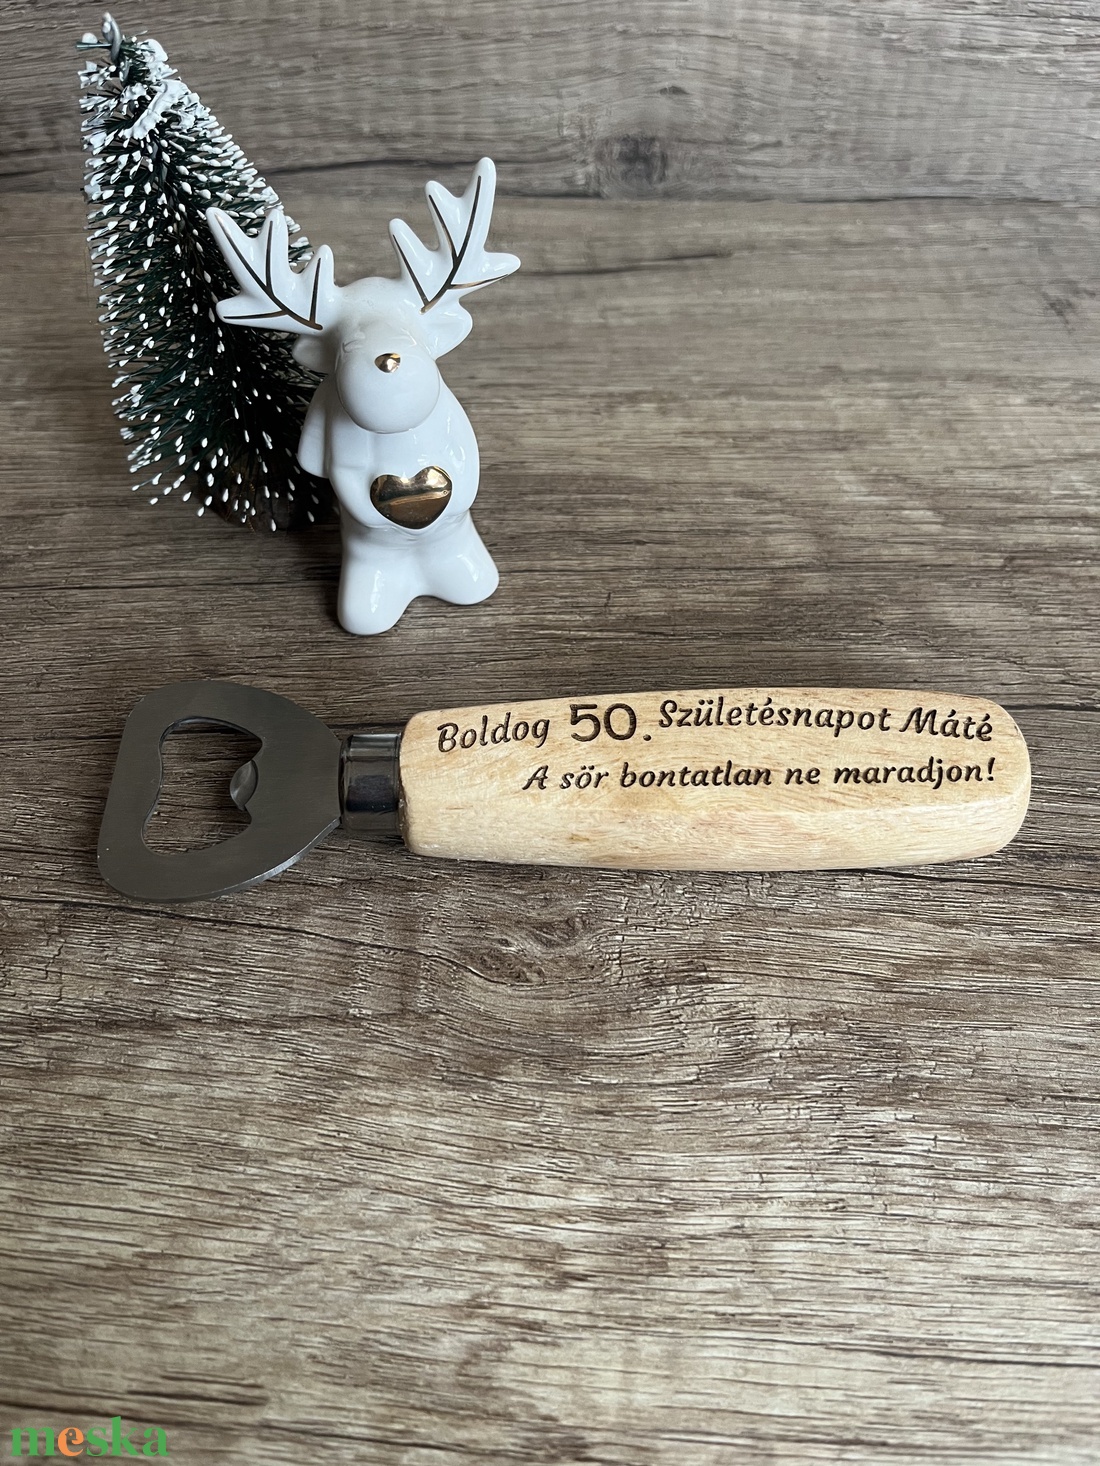 Boldog 50. Születésnapot Máté
A sör bontatlan ne maradjon!
meska